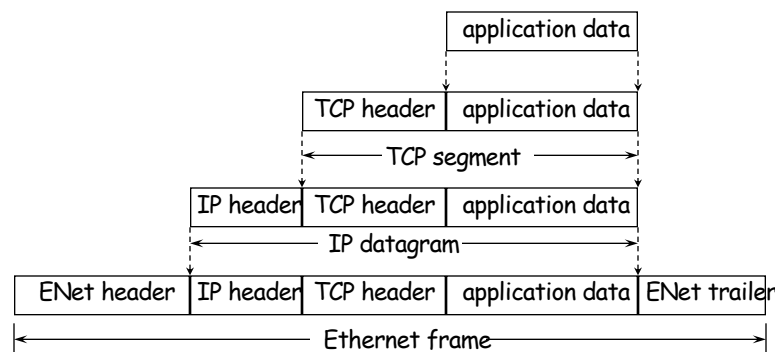 application data
TCP header application data
TCP segment
IP header TCP header application data
IP datagram
ENet header IP header TCP header application data ENet trailer
Ethernet frame